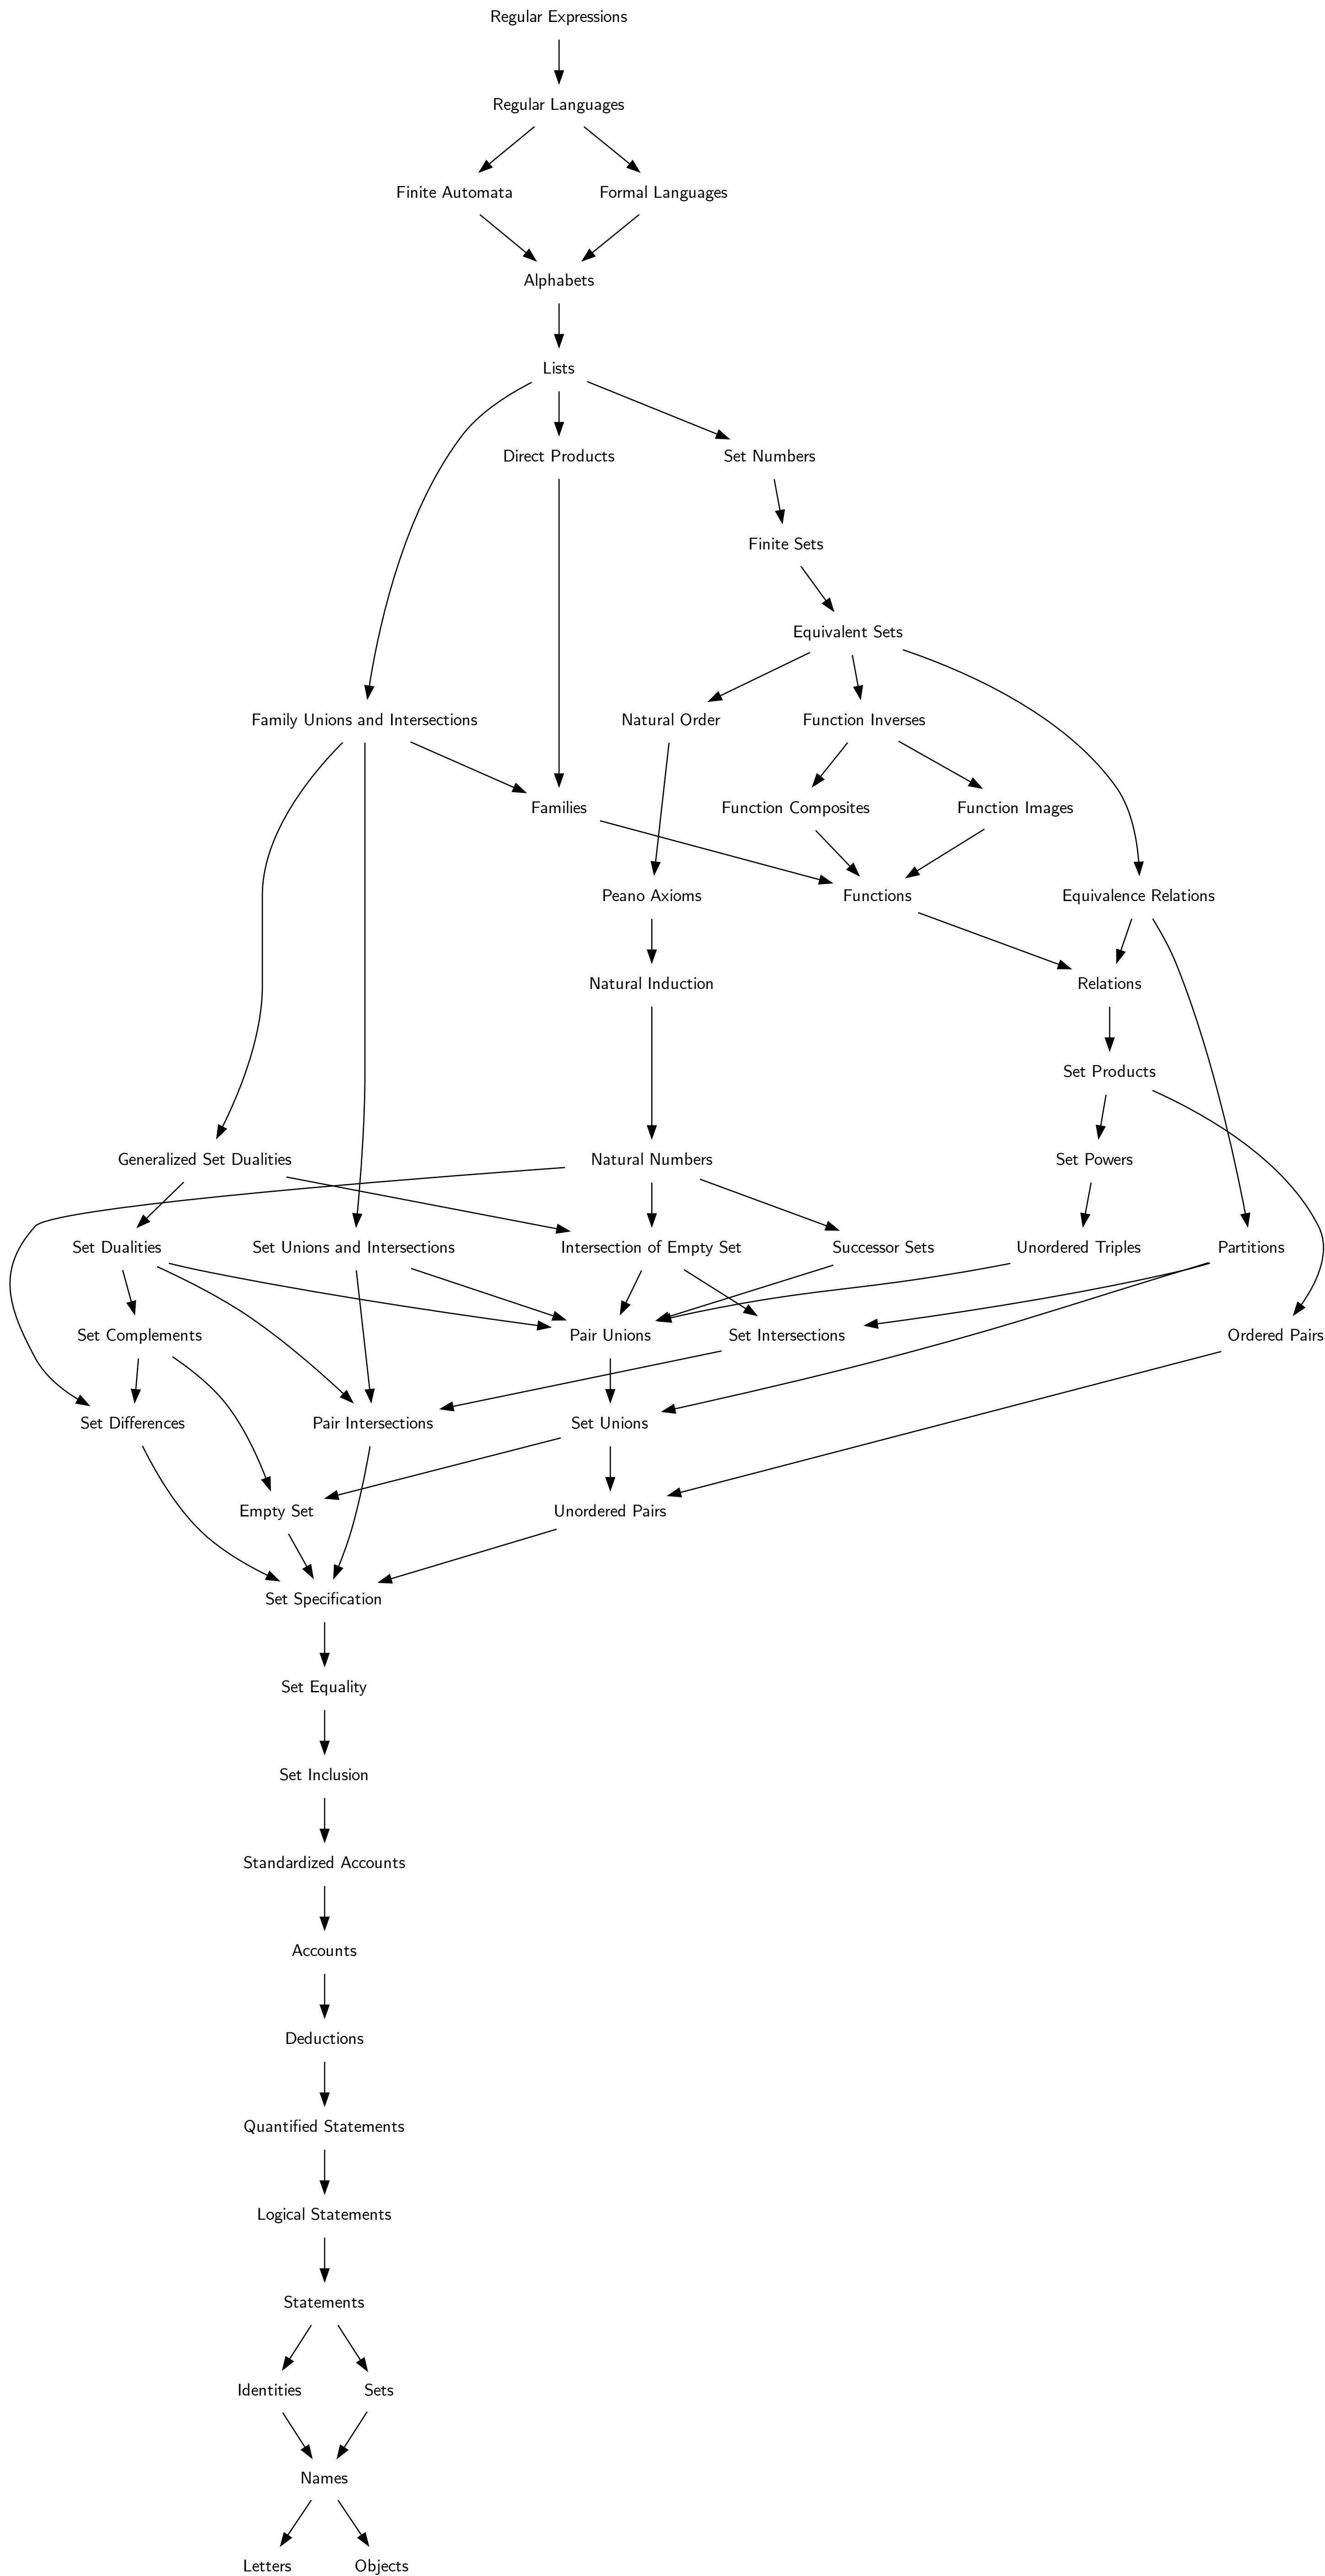 Regular Expressions
Regular Languages
Finite Automata
Formal Languages
Alphabets
Lists
Direct Products
Set Numbers
Finite Sets
Equivalent Sets
Family Unions and Intersections
Natural Order
Function Inverses
Families
Function Composites
Function Images
Peano Axioms
Functions
Equivalence Relations
Natural Induction
Relations
Set Products
Generalized Set Dualities
Natural Numbers
Set Powers
Set Dualities
Set Unions and Intersections
Intersection of Empty Set
Successor Sets
Unordered Triples
Partitions
Set Complements
Pair Unions
Set Intersections
Ordered Pairs
Set Differences
Pair Intersections
Set Unions
Empty Set
Unordered Pairs
Set Specification
Set Equality
Set Inclusion
Standardized Accounts
Accounts
Deductions
Quantified Statements
Logical Statements
Statements
Identities
Sets
Names
Letters
Objects